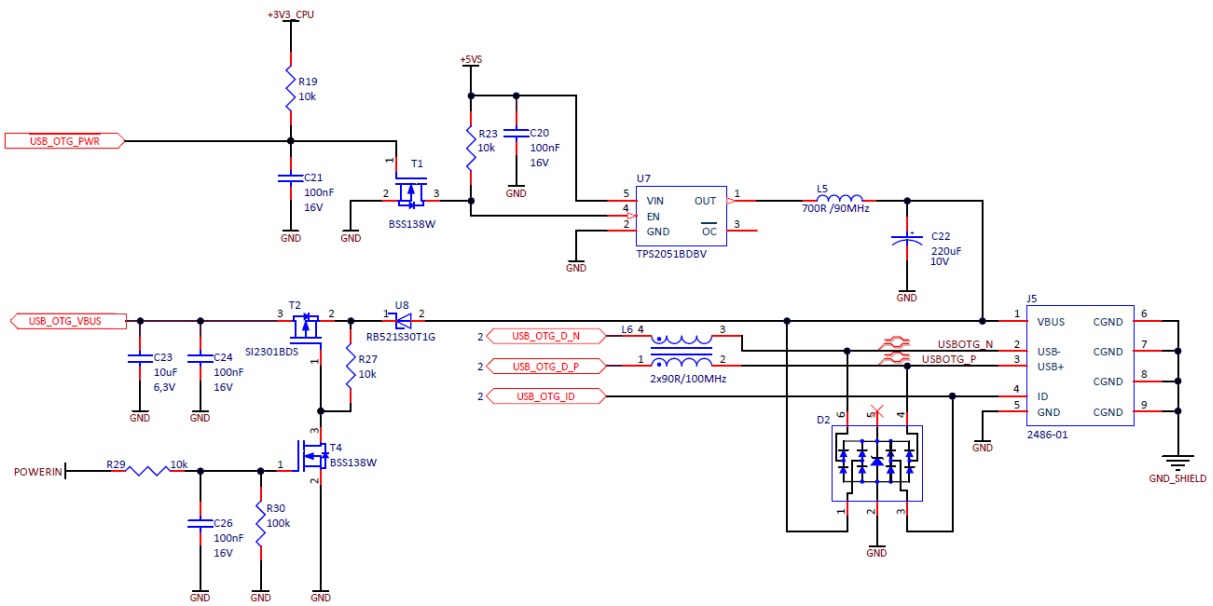 +3V3_CPU
R19
10k
USB_OTG_PWR
C21
100nF
16V
GND
1
T1
2
3
BSS138W
GND
+5VS
R23
10k
C20
100nF
16V
GND
U7
5
VIN
OUT
1
4
EN
2
GND
OC
3
TPS2051BDBV
GND
L5
700R /90MHz
C22
220uF
10V
GND
USB_OTG_VBUS
3
T2
2
1
SI2301BDS
1
U8
2
RB521S30T1G
C23
10uF
6,3V
GND
C24
100nF
16V
GND
R27
10k
3
T4
BSS138W
1
2
GND
POWERIN
R29
10k
C26
100nF
16V
GND
R30
100k
GND
2
USB_OTG_D_N
L6
4
3
2
USB_OTG_D_P
1
2
2x90R/100MHz
2
USB_OTG_ID
USBOTG_N
USBOTG_P
D2
6
5
4
1
2
3
GND
J5
1
VBUS
CGND
6
2
USB-
CGND
7
3
USB+
CGND
8
4
ID
5
GND
CGND
9
2486-01
GND
GND_SHIELD